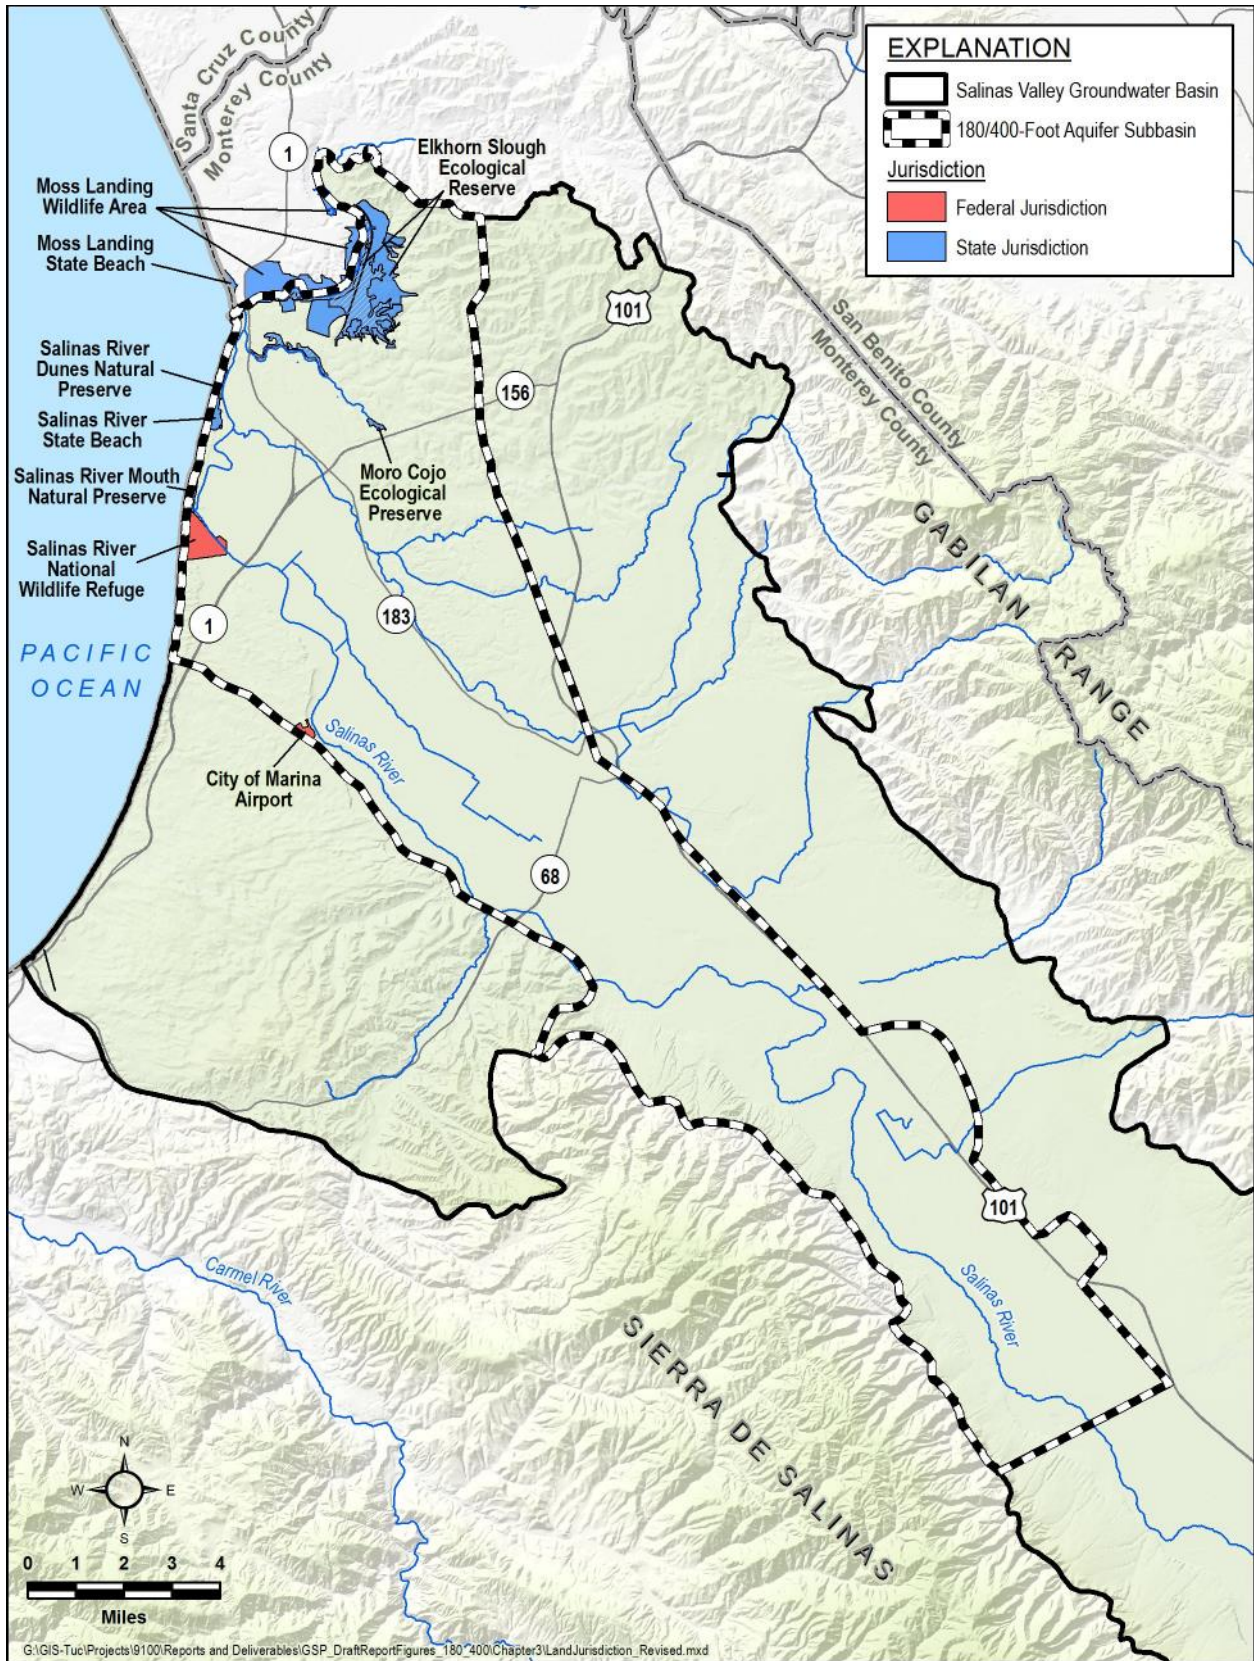 EXPLANATION
Salinas Valley Groundwater Basin
180/400-Foot Aquifer Subbasin
Jurisdiction
Federal Jurisdiction
State Jurisdiction
Santa Cruz County
Monterey County
1
Elkhorn Slough
Ecological
Reserve
Moss Landing
Wildlife Area
Moss Landing
State Beach
101
San Benito County
Monterey County
Salinas River
Dunes Natural
Preserve
156
Salinas River
State Beach
Salinas River Mouth
Natural Preserve
Moro Cojo
Ecological
Preserve
GABILAN
RANGE
Salinas River
National
Wildlife Refuge
183
1
PACIFIC
OCEAN
Salinas River
City of Marina
Airport
68
101
Carmel River
Salinas River
SIERRA DE SALINAS
N
W
E
S
0 1 2 3 4
Miles
G:\GIS-Tuc\Projects\9100\Reports and Deliverables\GSP_DraftReportFigures_180_400\Chapter3\LandJurisdiction_Revised.mxd